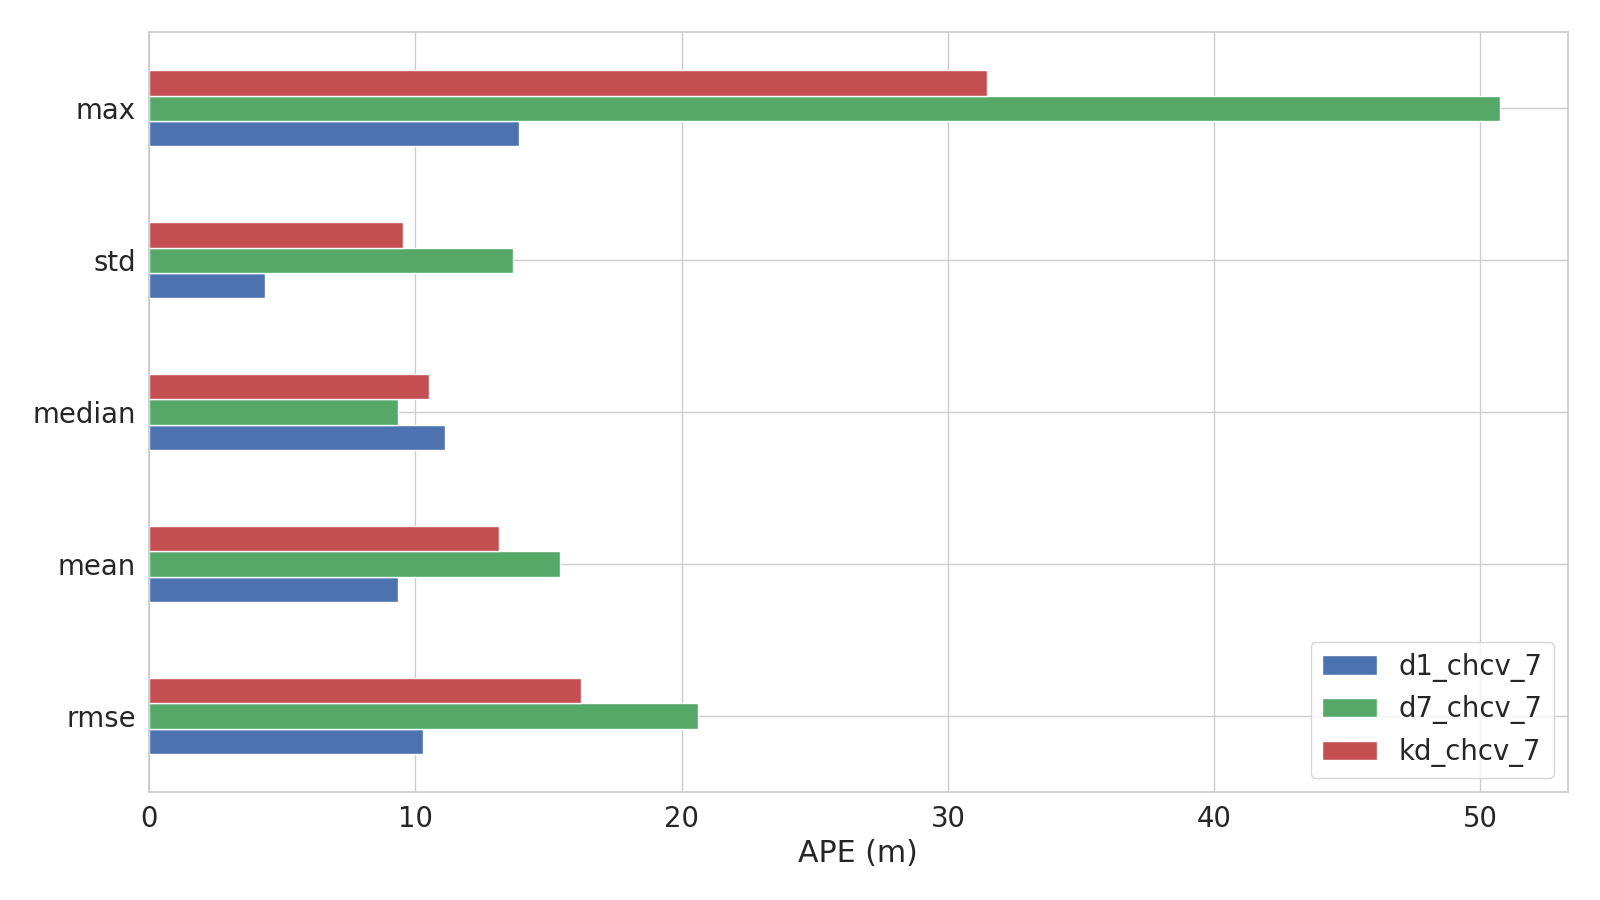 max
std
median
mean
rmse
d1_chcv_7
d7_chcv_7
kd_chcv_7
0 10 20 30 40 50
APE (m)